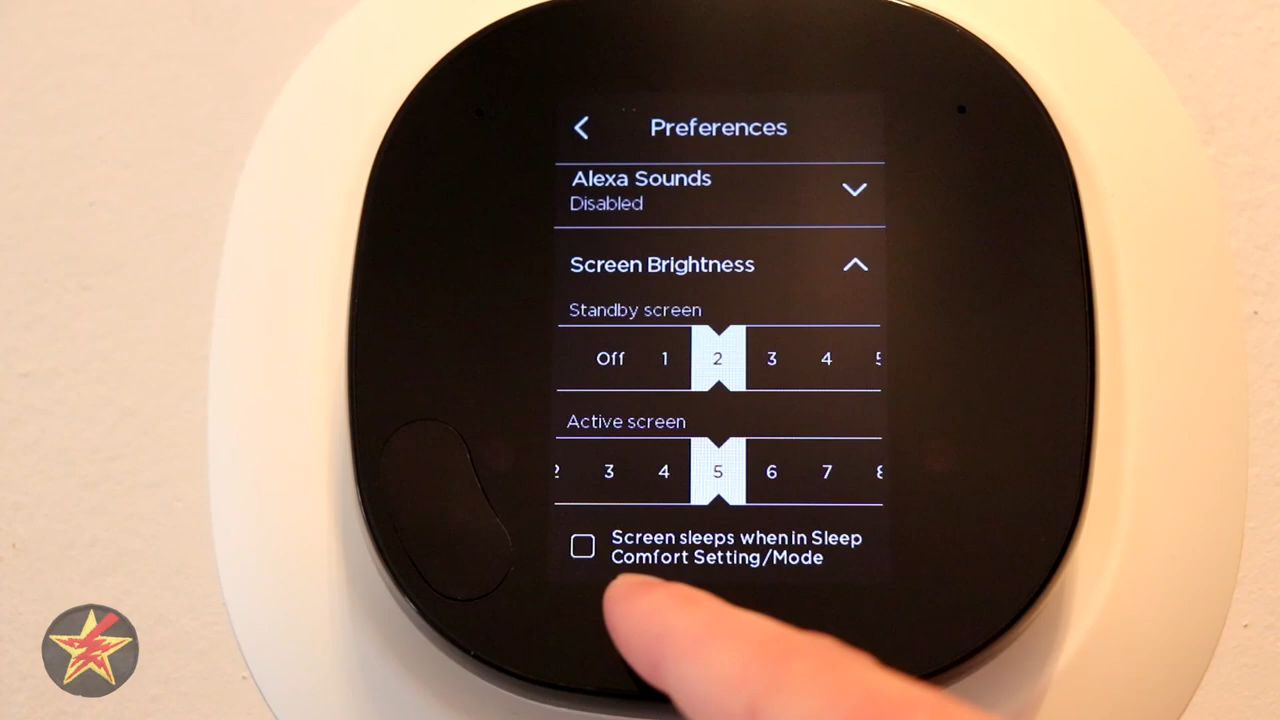 Preferences
Alexa Sounds
Disabled
Screen Brightness
Standby screen
Off 1 2 3 4
Active screen
3 4 5 6 7
Screen sleeps when in Sleep
Comfort Setting/Mode